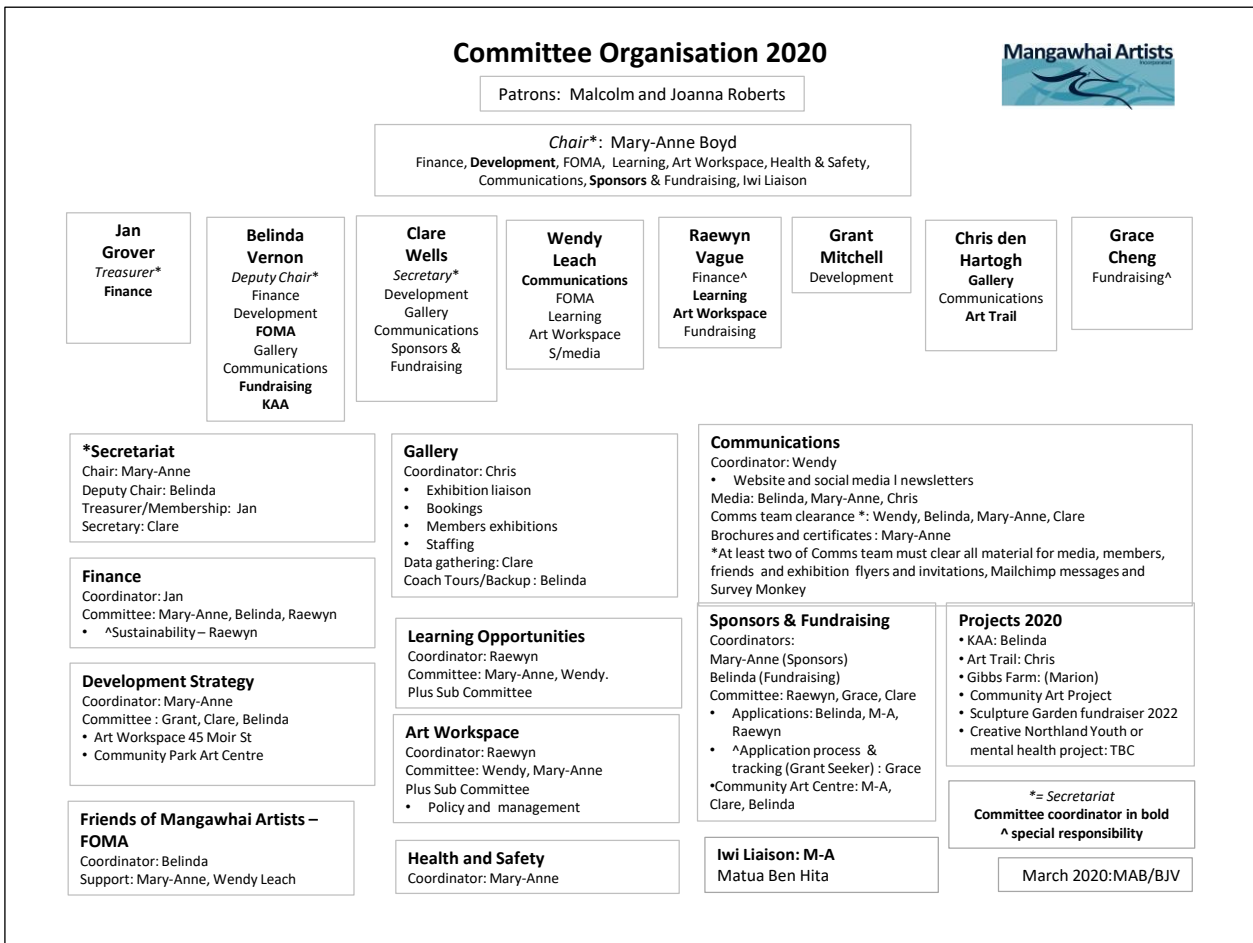 Committee Organisation 2020
Mangawhai Artists
Incorporated
Patrons: Malcolm and Joanna Roberts
Chair*: Mary-Anne Boyd
Finance, Development, FOMA, Learning, Art Workspace, Health & Safety,
Communications, Sponsors & Fundraising, Iwi Liaison
Jan
Grover
Treasurer*
Finance
Belinda
Vernon
Deputy Chair*
Finance
Development
FOMA
Gallery
Communications
Fundraising
KAA
Clare
Wells
Secretary*
Development
Gallery
Communications
Sponsors &
Fundraising
Wendy
Leach
Communications
FOMA
Learning
Art Workspace
S/media
Raewyn
Vague
Finance^
Learning
Art Workspace
Fundraising
Grant
Mitchell
Development
Chris den
Hartogh
Gallery
Communications
Art Trail
Grace
Cheng
Fundraising^
*Secretariat
Chair: Mary-Anne
Deputy Chair: Belinda
Treasurer/Membership: Jan
Secretary: Clare
Finance
Coordinator: Jan
Committee: Mary-Anne, Belinda, Raewyn
• ^Sustainability – Raewyn
Development Strategy
Coordinator: Mary-Anne
Committee : Grant, Clare, Belinda
• Art Workspace 45 Moir St
• Community Park Art Centre
Friends of Mangawhai Artists –
FOMA
Coordinator: Belinda
Support: Mary-Anne, Wendy Leach
Gallery
Coordinator: Chris
• Exhibition liaison
• Bookings
• Members exhibitions
• Staffing
Data gathering: Clare
Coach Tours/Backup : Belinda
Learning Opportunities
Coordinator: Raewyn
Committee: Mary-Anne, Wendy.
Plus Sub Committee
Art Workspace
Coordinator: Raewyn
Committee: Wendy, Mary-Anne
Plus Sub Committee
• Policy and management
Health and Safety
Coordinator: Mary-Anne
Communications
Coordinator: Wendy
• Website and social media l newsletters
Media: Belinda, Mary-Anne, Chris
Comms team clearance *: Wendy, Belinda, Mary-Anne, Clare
Brochures and certificates : Mary-Anne
*At least two of Comms team must clear all material for media, members,
friends and exhibition flyers and invitations, Mailchimp messages and
Survey Monkey
Sponsors & Fundraising
Coordinators:
Mary-Anne (Sponsors)
Belinda (Fundraising)
Committee: Raewyn, Grace, Clare
• Applications: Belinda, M-A,
Raewyn
• ^Application process &
tracking (Grant Seeker) : Grace
•Community Art Centre: M-A,
Clare, Belinda
Iwi Liaison: M-A
Matua Ben Hita
Projects 2020
• KAA: Belinda
• Art Trail: Chris
• Gibbs Farm: (Marion)
• Community Art Project
• Sculpture Garden fundraiser 2022
• Creative Northland Youth or
mental health project: TBC
*= Secretariat
Committee coordinator in bold
^ special responsibility
March 2020:MAB/BJV